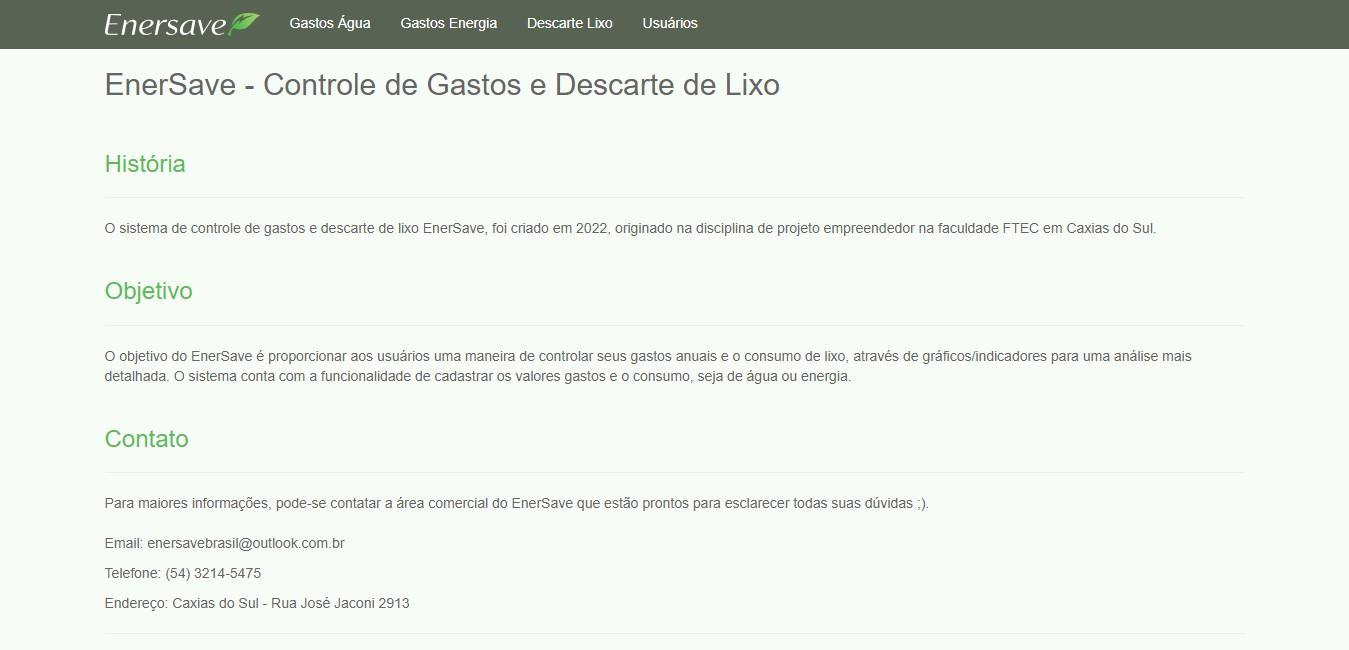 Enersave Gastos Água Gastos Energia Descarte Lixo Usuários
EnerSave - Controle de Gastos e Descarte de Lixo
História
O sistema de controle de gastos e descarte de lixo EnerSave, foi criado em 2022, originado na disciplina de projeto empreendedor na faculdade FTEC em Caxias do Sul.
Objetivo
O objetivo do EnerSave é proporcionar aos usuários uma maneira de controlar seus gastos anuais e o consumo de lixo, através de gráficos/indicadores para uma análise mais
detalhada. O sistema conta com a funcionalidade de cadastrar os valores gastos e o consumo, seja de água ou energia.
Contato
Para maiores informações, pode-se contatar a área comercial do EnerSave que estão prontos para esclarecer todas suas dúvidas ;).
Email: enersavebrasil@outlook.com.br
Telefone: (54) 3214-5475
Endereço: Caxias do Sul - Rua José Jaconi 2913